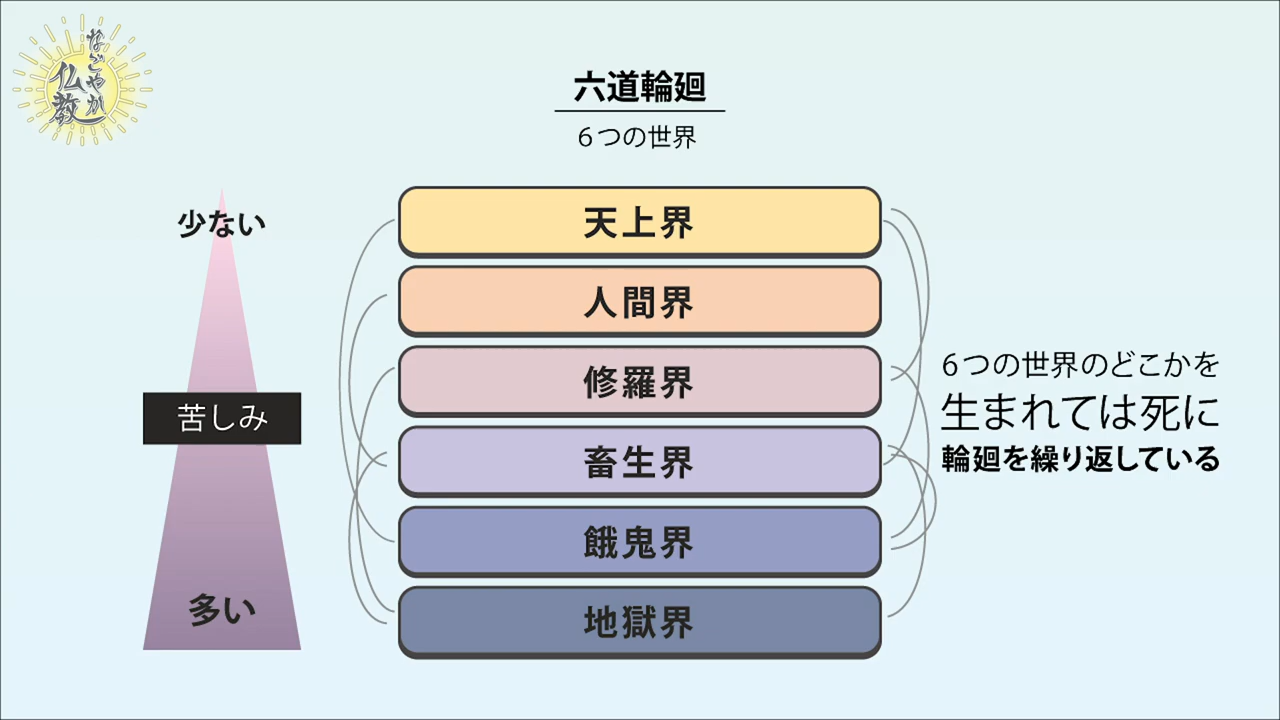 なごやか
仏教
六道輪廻
6つの世界
少ない
苦しみ
多い
天上界
人間界
修羅界
畜生界
餓鬼界
地獄界
6つの世界のどこかを
生まれては死に
輪廻を繰り返している